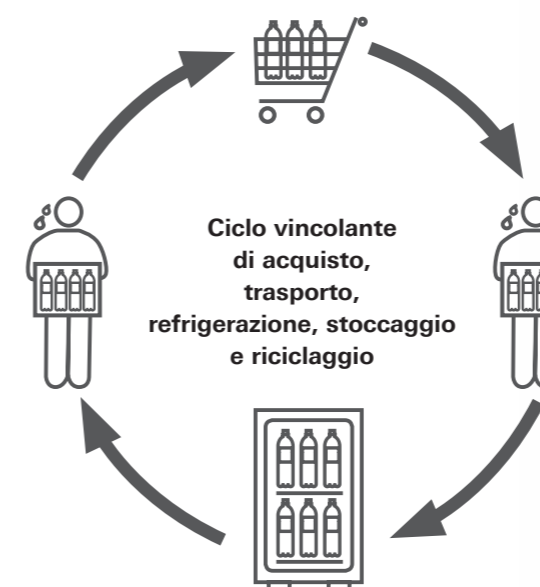 Ciclo vincolante
di acquisto,
trasporto,
refrigerazione, stoccaggio
e riciclaggio